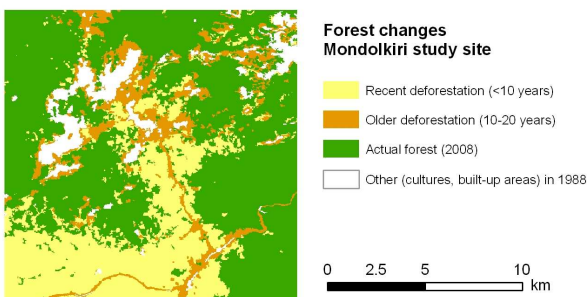 Forest changes
Mondolkiri study site
Recent deforestation (<10 years)
Older deforestation (10-20 years)
Actual forest (2008)
Other (cultures, built-up areas) in 1988
0 2.5 5 10
km